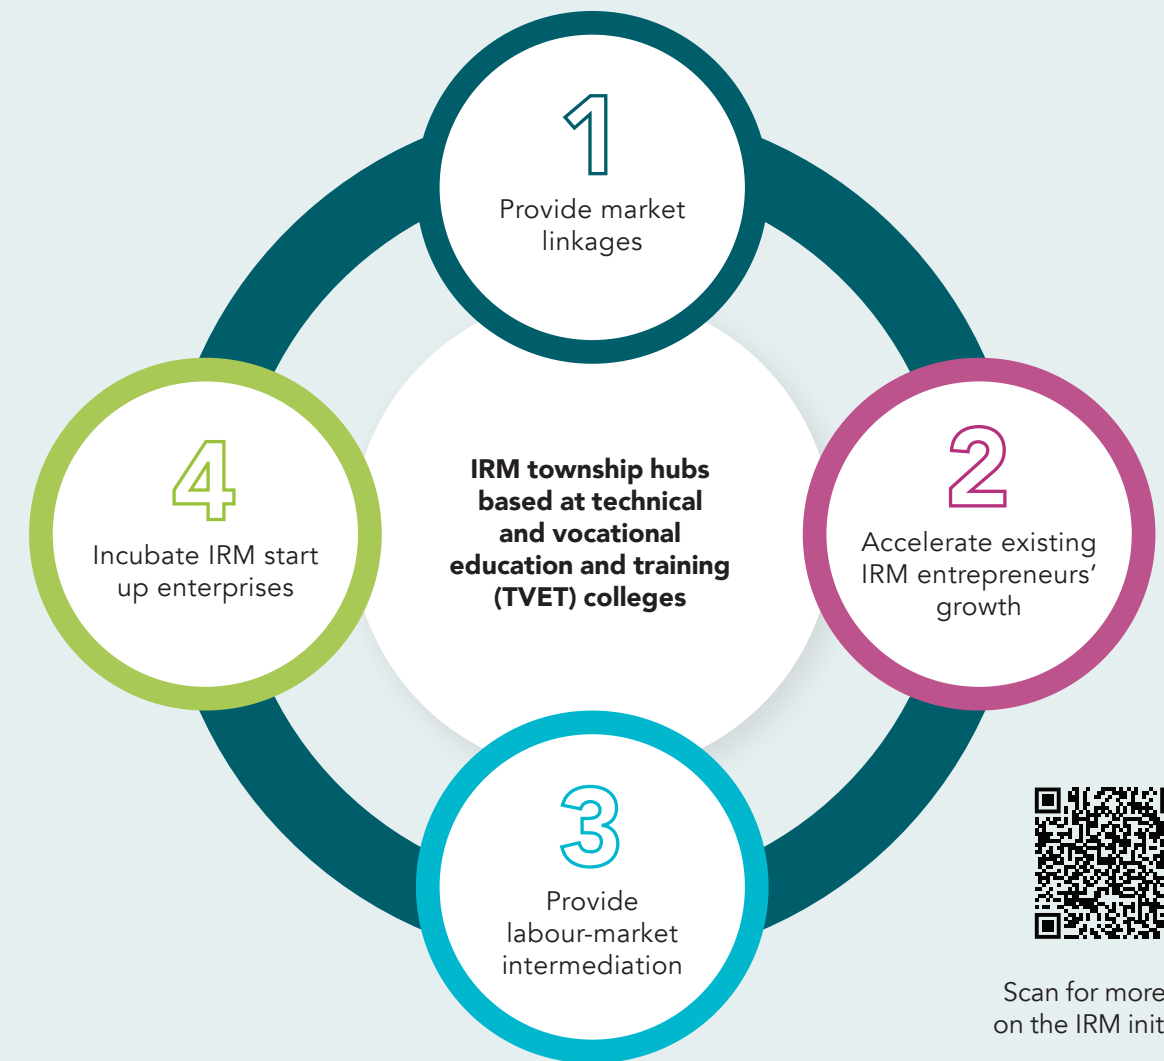 1
Provide market
linkages
2
Accelerate existing
IRM entrepreneurs’
growth
3
Provide
labour-market
intermediation
4
Incubate IRM start
up enterprises
IRM township hubs
based at technical
and vocational
education and training
(TVET) colleges
Scan for more
on the IRM init